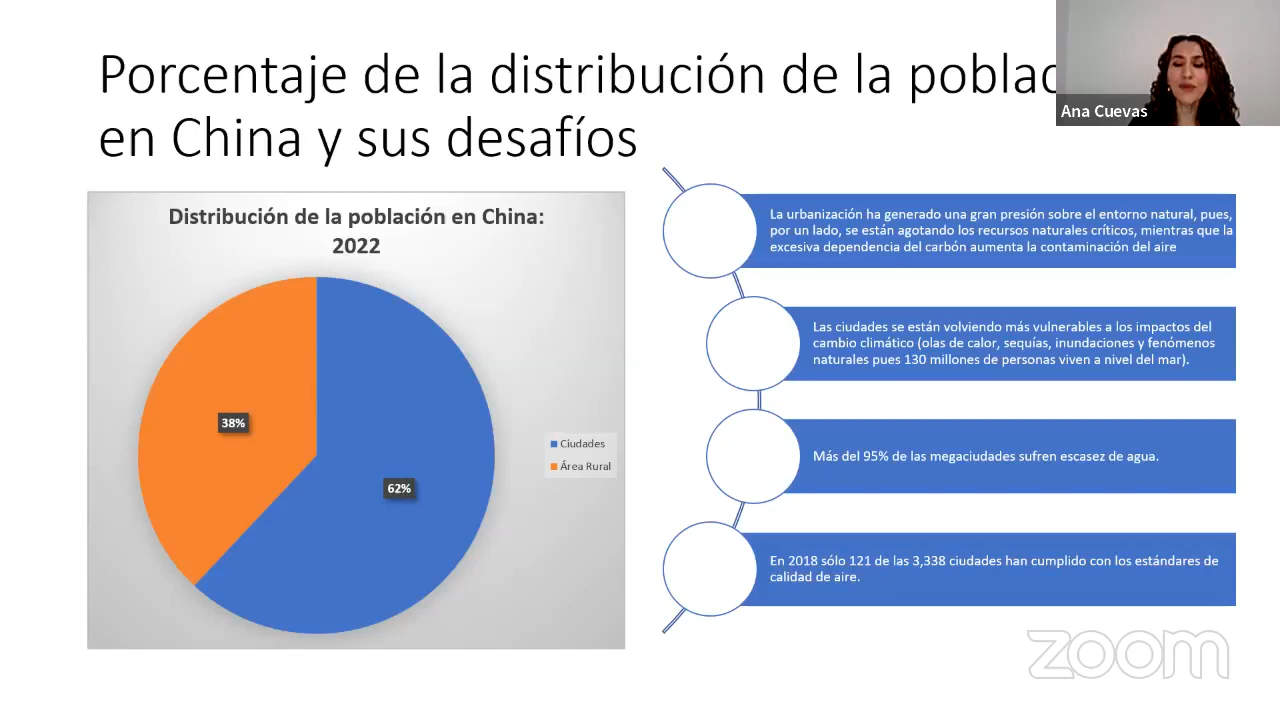 Porcentaje de la distribución de la
en China y sus desafíos
Ana Cuevas
Distribución de la población en China:
2022
38%
62%
Ciudades
Área Rural
La urbanización ha generado una gran presión sobre el entorno natural, pues,
por un lado, se están agotando los recursos naturales críticos, mientras que la
excesiva dependencia del carbón aumenta la contaminación del aire
Las ciudades se están volviendo más vulnerables a los impactos del
cambio climático (olas de calor, sequías, inundaciones y fenómenos
naturales pues 130 millones de personas viven a nivel del mar).
Más del 95% de las megaciudades sufren escasez de agua.
En 2018 sólo 121 de las 3,338 ciudades han cumplido con los estándares de
calidad de aire.
zoom